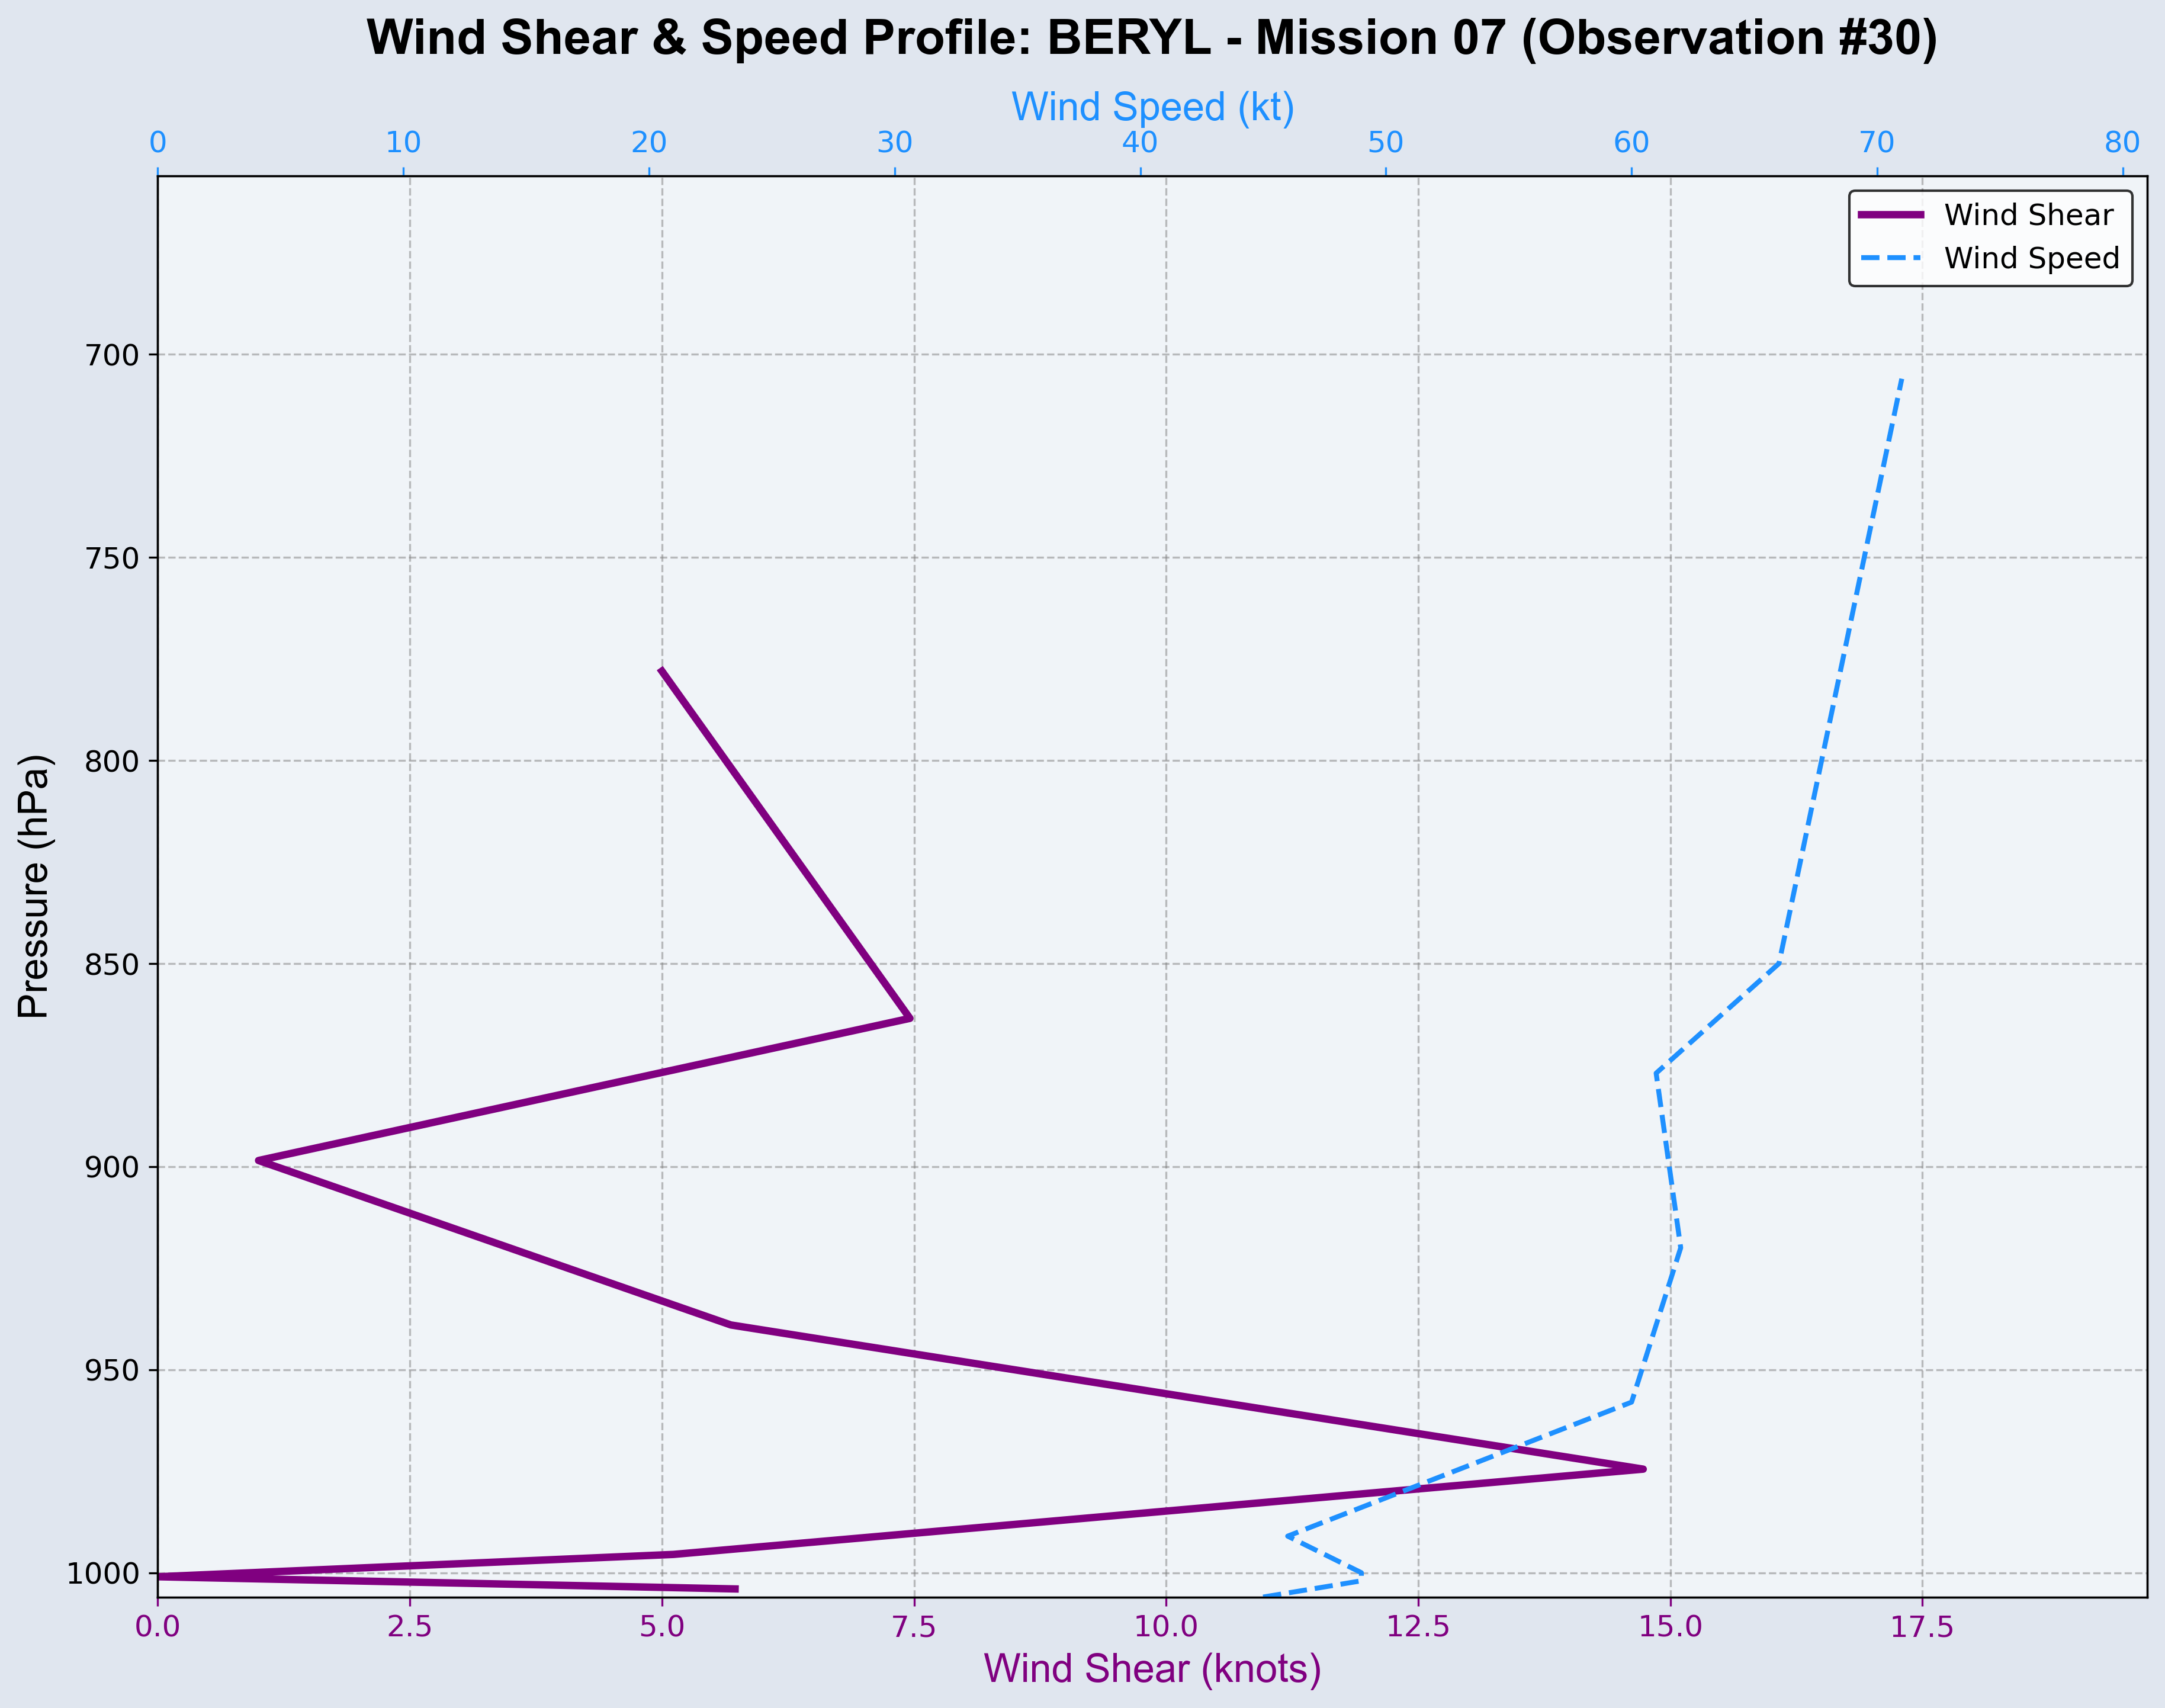 Wind Shear & Speed Profile: BERYL - Mission 07 (Observation #30)
Wind Speed (kt)
0 10 20 30 40 50 60 70 80
Wind Shear
Wind Speed
700
750
800
850
900
950
1000
Pressure (hPa)
0.0 2.5 5.0 7.5 10.0 12.5 15.0 17.5
Wind Shear (knots)